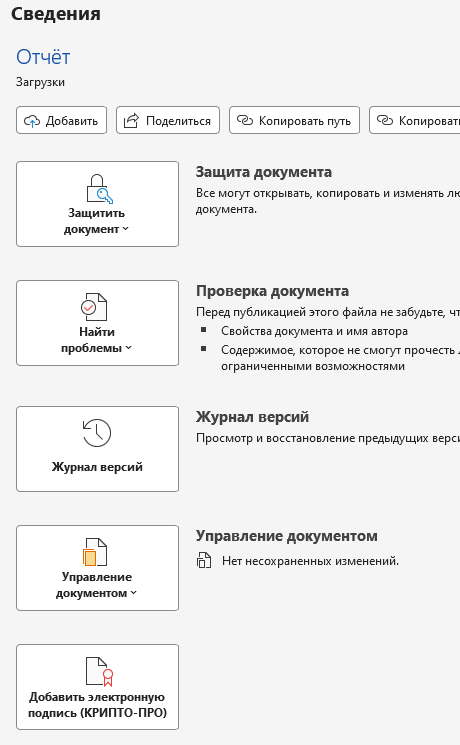 Сведения
Отчёт
Загрузки
Добавить
Поделиться
Копировать путь
Копироват
Защитить
документ
Защита документа
Все могут открывать, копировать и изменять
документа.
Найти
проблемы
Проверка документа
Перед публикацией этого файла не забудьте,
Свойства документа и имя автора
Содержимое, которое не смогут прочесть
ограниченными возможностями
Журнал версий
Журнал версий
Просмотр и восстановление предыдущих верси
Управление
документом
Управление документом
Нет несохраненных изменений.
Добавить электронную
подпись (КРИПТО-ПРО)